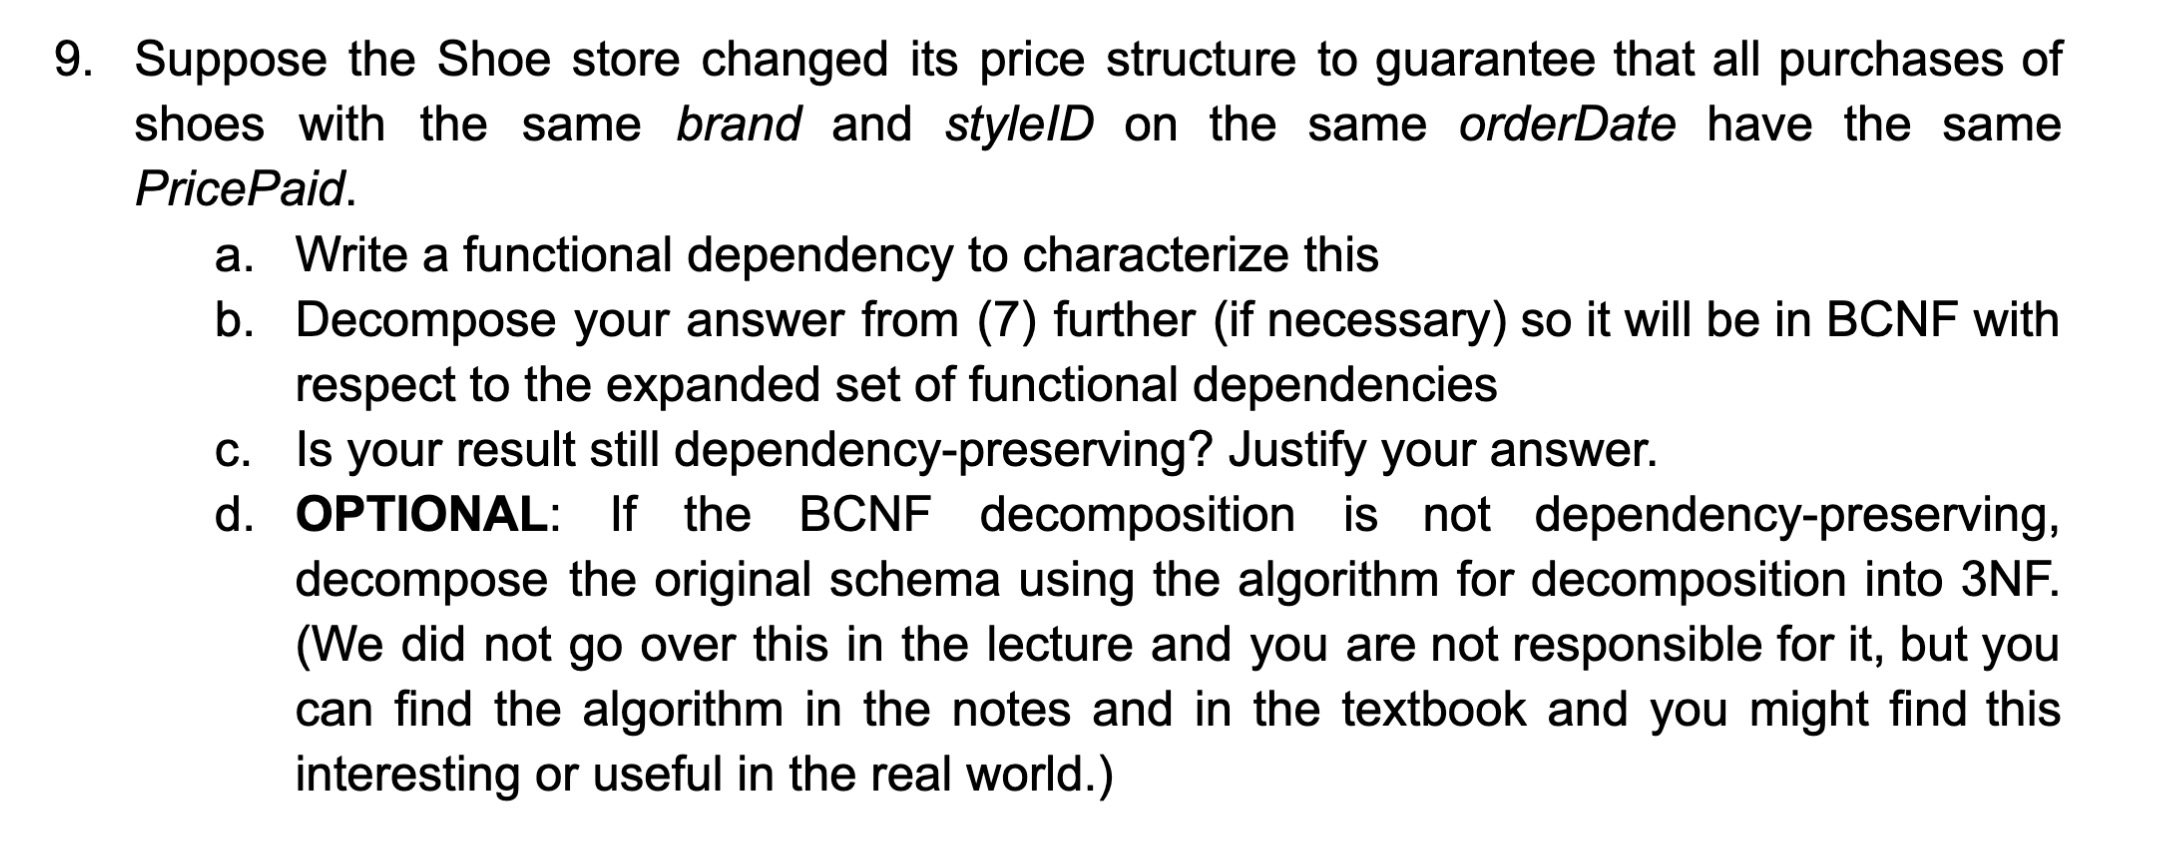 9. Suppose the Shoe store changed its price structure to guarantee that all purchases of
shoes with the same brand and styleID on the same orderDate have the same
PricePaid.
a. Write a functional dependency to characterize this
b. Decompose your answer from (7) further (if necessary) so it will be in BCNF with
respect to the expanded set of functional dependencies
c. Is your result still dependency-preserving? Justify your answer.
d. OPTIONAL: If the BCNF decomposition is not dependency-preserving,
decompose the original schema using the algorithm for decomposition into 3NF.
(We did not go over this in the lecture and you are not responsible for it, but you
can find the algorithm in the notes and in the textbook and you might find this
interesting or useful in the real world.)